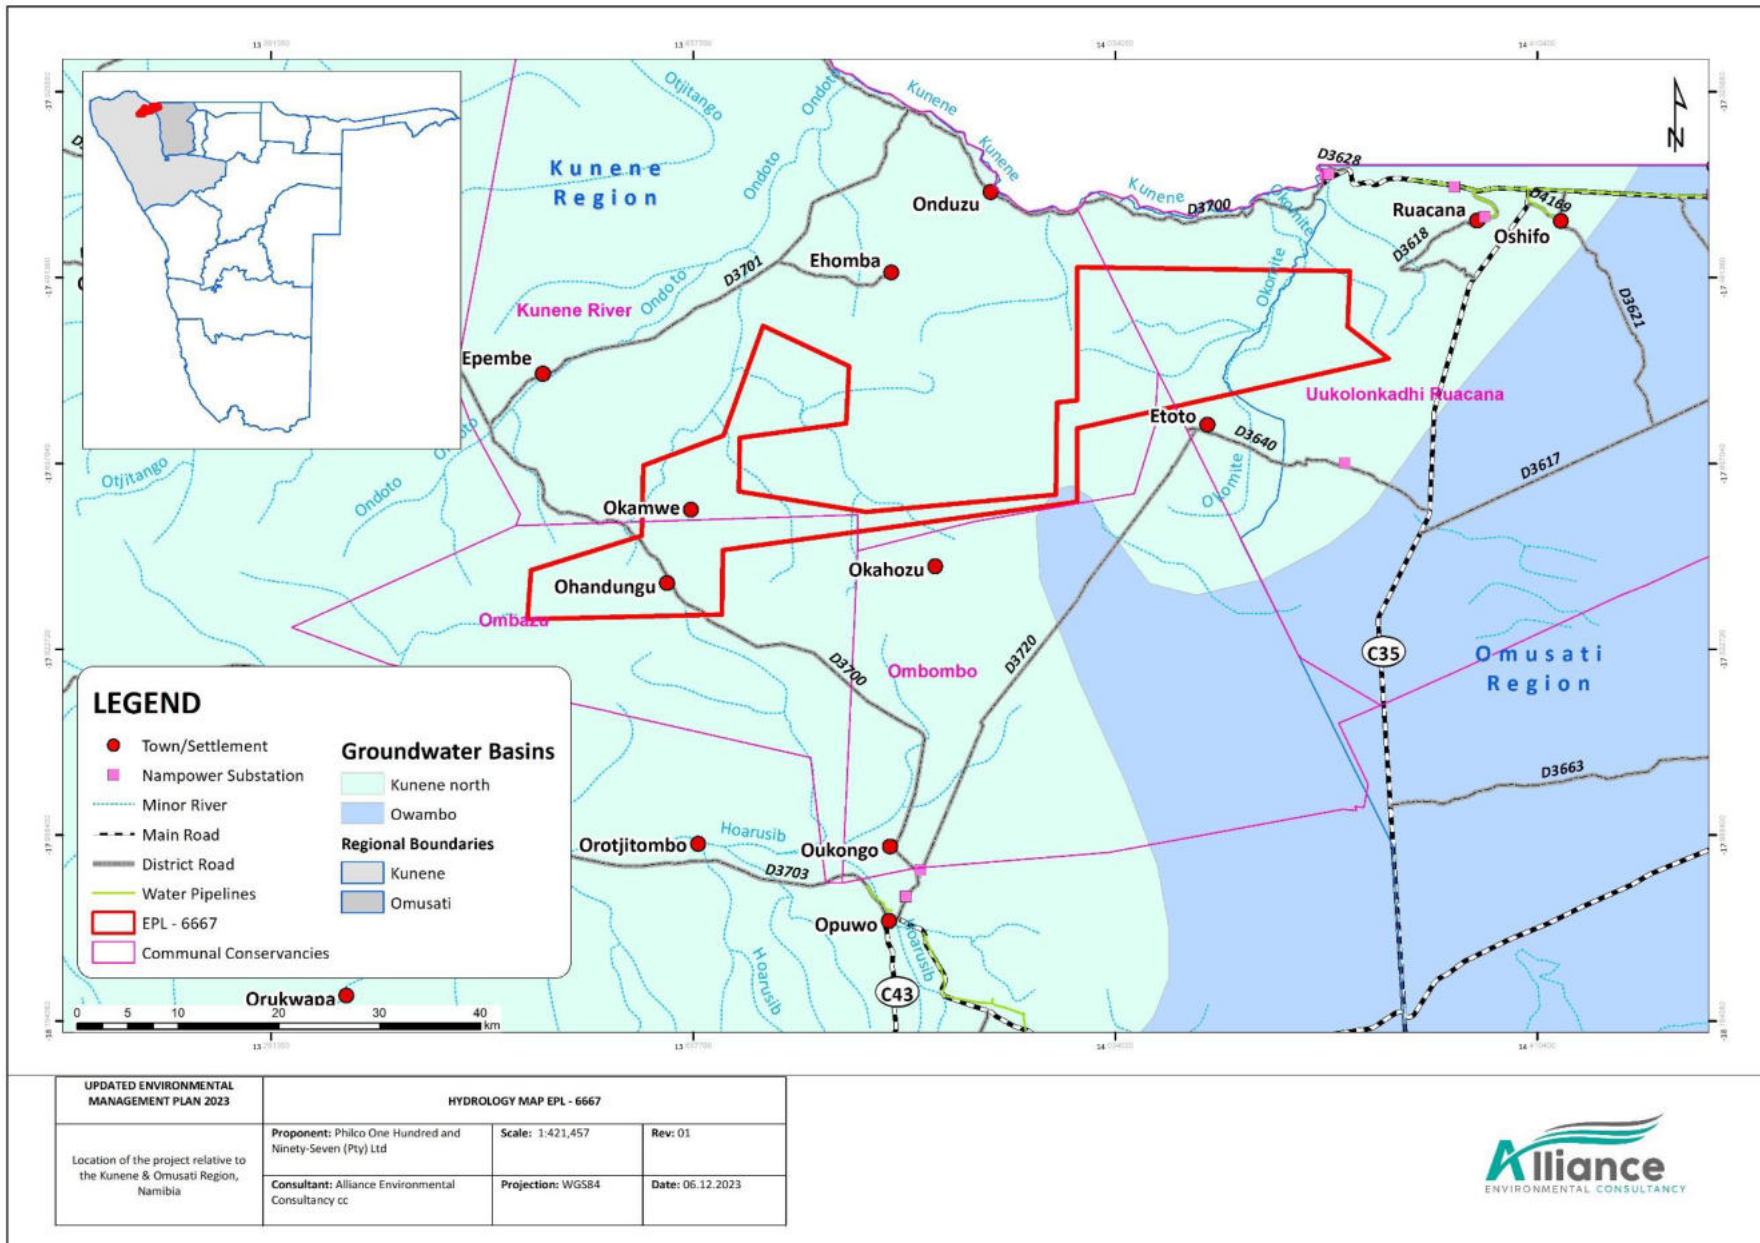 Kunene
Region
Otjitango
Ondoto
Ondoto
Kunene
Kunene
Kunene
Onduzu
D3700
D3628
Okomite
Ruacana
D4169
Oshifo
D3618
D3621
Ehomba
D3701
Ondoto
Kunene River
Okomite
Epembe
Uukolonkadhi Ruacana
Etoto
D3640
D3617
Otjitango
Ondoto
Okomite
Okamwe
Okahozu
Ohandungu
Ombazu
D3700
Ombombo
D3720
C35
Omusati
Region
D3663
Hoarusib
Orotjitombo
Oukongo
D3703
Opuwo
Hoarusib
Hoarusib
C43
Orukwapa
LEGEND
Town/Settlement
Nampower Substation
Minor River
Main Road
District Road
Water Pipelines
EPL - 6667
Communal Conservancies
Groundwater Basins
Kunene north
Owambo
Regional Boundaries
Kunene
Omusati
0 5 10 20 30 40
km
N
UPDATED ENVIRONMENTAL
MANAGEMENT PLAN 2023
HYDROLOGY MAP EPL - 6667
Location of the project relative to
the Kunene & Omusati Region,
Namibia
Proponent: Philco One Hundred and
Ninety-Seven (Pty) Ltd
Scale: 1:421,457
Rev: 01
Consultant: Alliance Environmental
Consultancy cc
Projection: WGS84
Date: 06.12.2023
Alliance
ENVIRONMENTAL CONSULTANCY